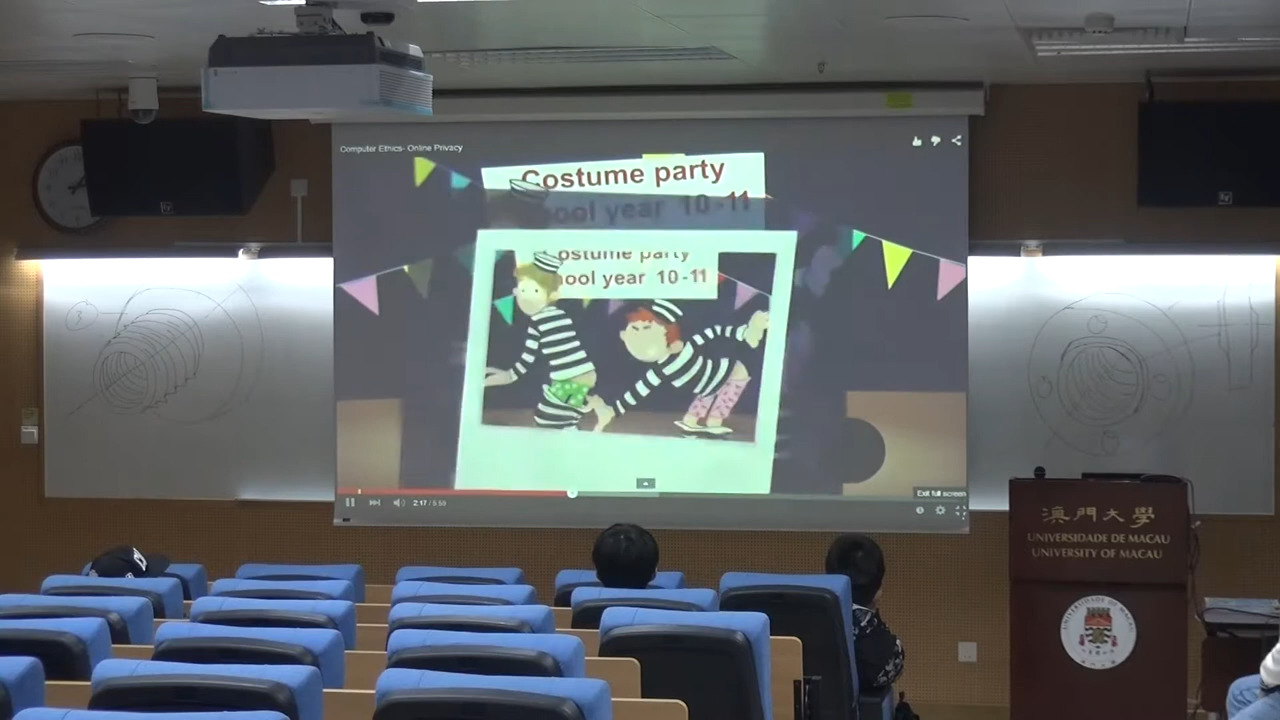 Computer Ethics- Online Privacy
Costume party
ool year 10-11
ostume party
ool year 10-11
2:17 / 5:59
Exit full screen
3
澳門大學
UNIVERSIDADE DE MACAU
UNIVERSITY OF MACAU